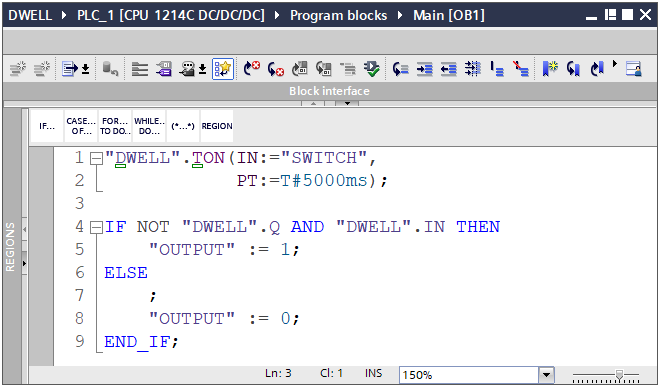 DWELL ▸ PLC_1 [CPU 1214C DC/DC/DC] ▸ Program blocks ▸ Main [OB1]
Block interface
IF... CASE... OF... FOR... TO DO.. WHILE.. DO... (*...*) REGION
REGIONS
1 "DWELL".TON(IN:="SWITCH",
2 PT:=T#5000ms);
3
4 IF NOT "DWELL".Q AND "DWELL".IN THEN
5 "OUTPUT" := 1;
6 ELSE
7 ;
8 "OUTPUT" := 0;
9 END_IF;
Ln: 3 Cl: 1 INS 150%